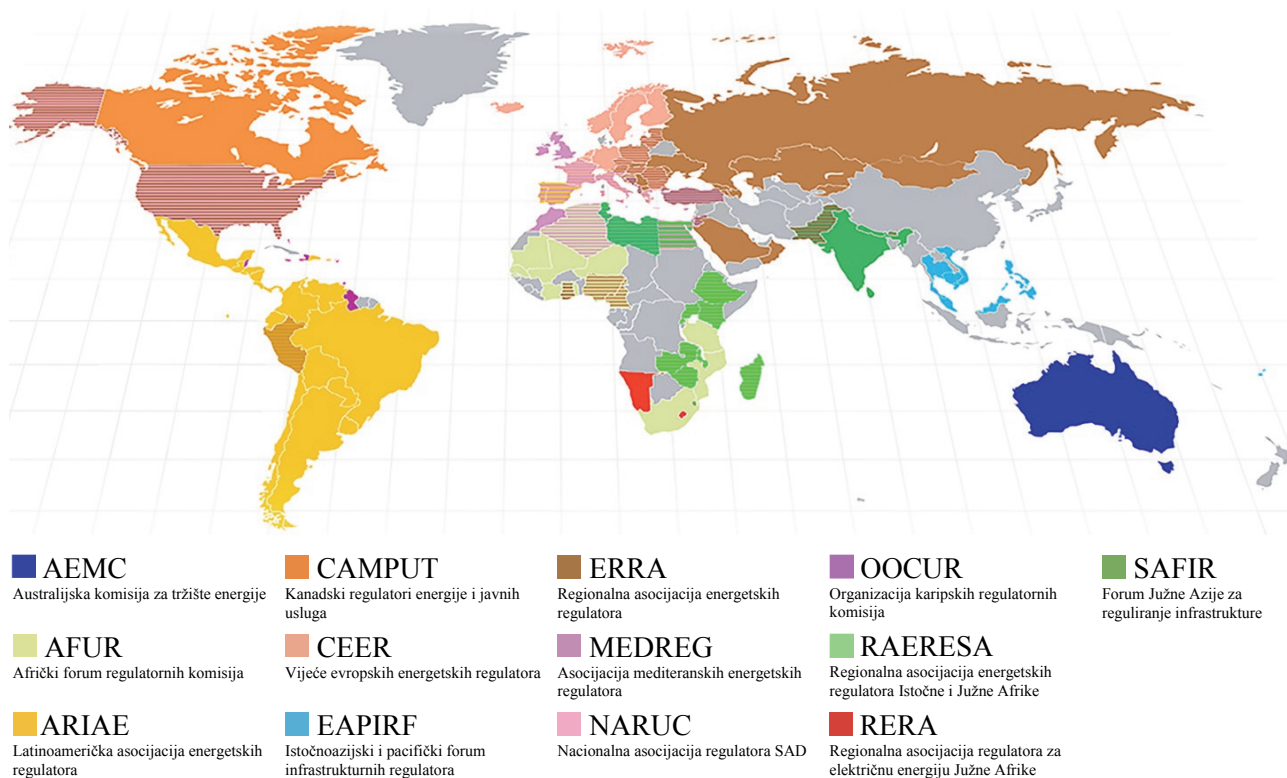 AEMC
Australijska komisija za tržište energije
AFUR
Afrički forum regulatornih komisija
ARIAE
Latinoamerička asocijacija energetskih
regulatora
CAMPUT
Kanadski regulatori energije i javnih
usluga
CEER
Vijeće evropskih energetskih regulatora
EAPIRF
Istočnoazijski i pacifički forum
infrastrukturnih regulatora
ERRA
Regionalna asocijacija energetskih
regulatora
MEDREG
Asocijacija mediteranskih energetskih
regulatora
NARUC
Nacionalna asocijacija regulatora SAD
OOCUR
Organizacija karipskih regulatornih
komisija
RAERESA
Regionalna asocijacija energetskih
regulatora Istočne i Južne Afrike
RERA
Regionalna asocijacija regulatora za
električnu energiju Južne Afrike
SAFIR
Forum Južne Azije za
reguliranje infrastrukture